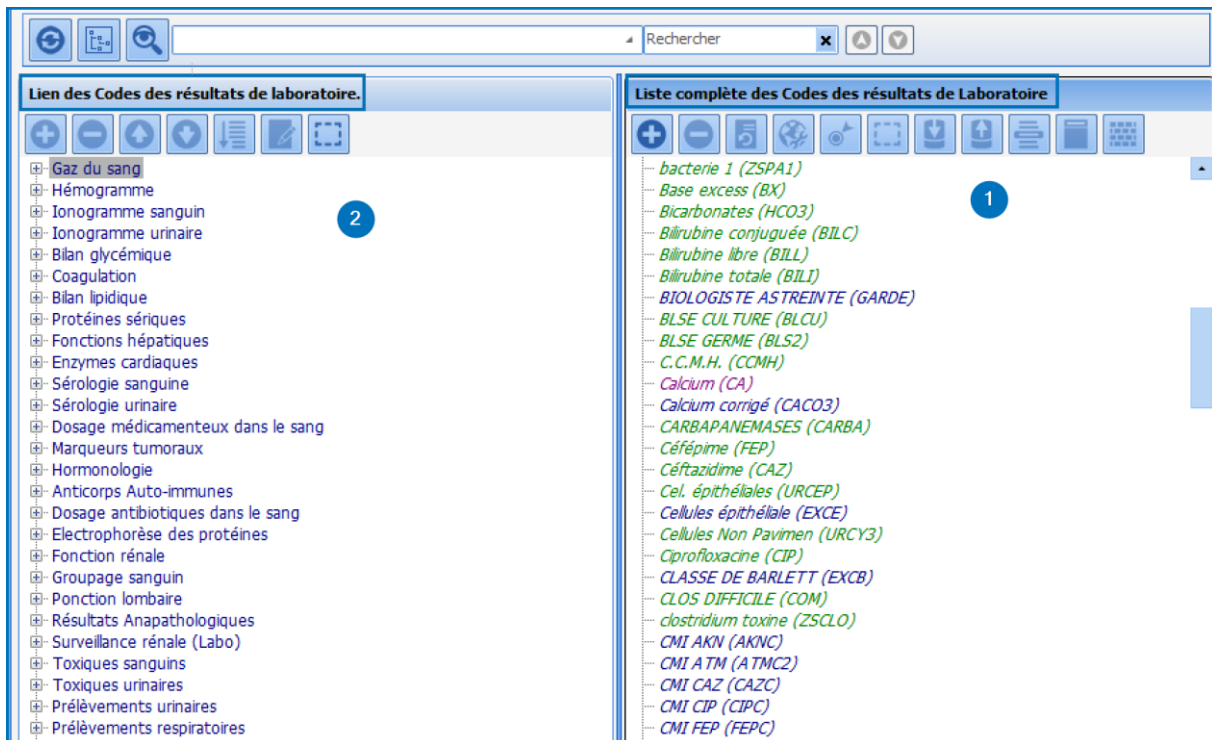 Rechercher
Lien des Codes des résultats de laboratoire.
Gaz du sang
Hémogramme
Ionogramme sanguin
Ionogramme urinaire
Bilan glycémique
Coagulation
Bilan lipidique
Protéines sériques
Fonctions hépatiques
Enzymes cardiaques
Sérologie sanguine
Sérologie urinaire
Dosage médicamenteux dans le sang
Marqueurs tumoraux
Hormonologie
Anticorps Auto-immunes
Dosage antibiotiques dans le sang
Electrophorèse des protéines
Fonction rénale
Groupage sanguin
Ponction lombaire
Résultats Anapathologiques
Surveillance rénale (Labo)
Toxiques sanguins
Toxiques urinaires
Prélèvements urinaires
Prélèvements respiratoires
2
Liste complète des Codes des résultats de Laboratoire
bacterie 1 (ZSPA1)
Base excess (BX)
Bicarbonates (HCO3)
Bilirubine conjuguée (BILC)
Bilirubine libre (BILL)
Bilirubine totale (BILI)
BIOLOGISTE ASTREINTE (GARDE)
BLSE CULTURE (BLCU)
BLSE GERME (BLS2)
C.C.M.H. (CCMH)
Calcium (CA)
Calcium corrigé (CACO3)
CARBAPANEMASES (CARBA)
Céfépime (FEP)
Céftazidime (CAZ)
Cel. épithéliales (URCEP)
Cellules épithéliale (EXCE)
Cellules Non Pavimen (URCY3)
Ciprofloxacine (CIP)
CLASSE DE BARLETT (EXCB)
CLOS DIFFICILE (COM)
clostridium toxine (ZSCLO)
CMI AKN (AKNC)
CMI ATM (ATMC2)
CMI CAZ (CAZC)
CMI CIP (CIPC)
CMI FEP (FEPC)
1